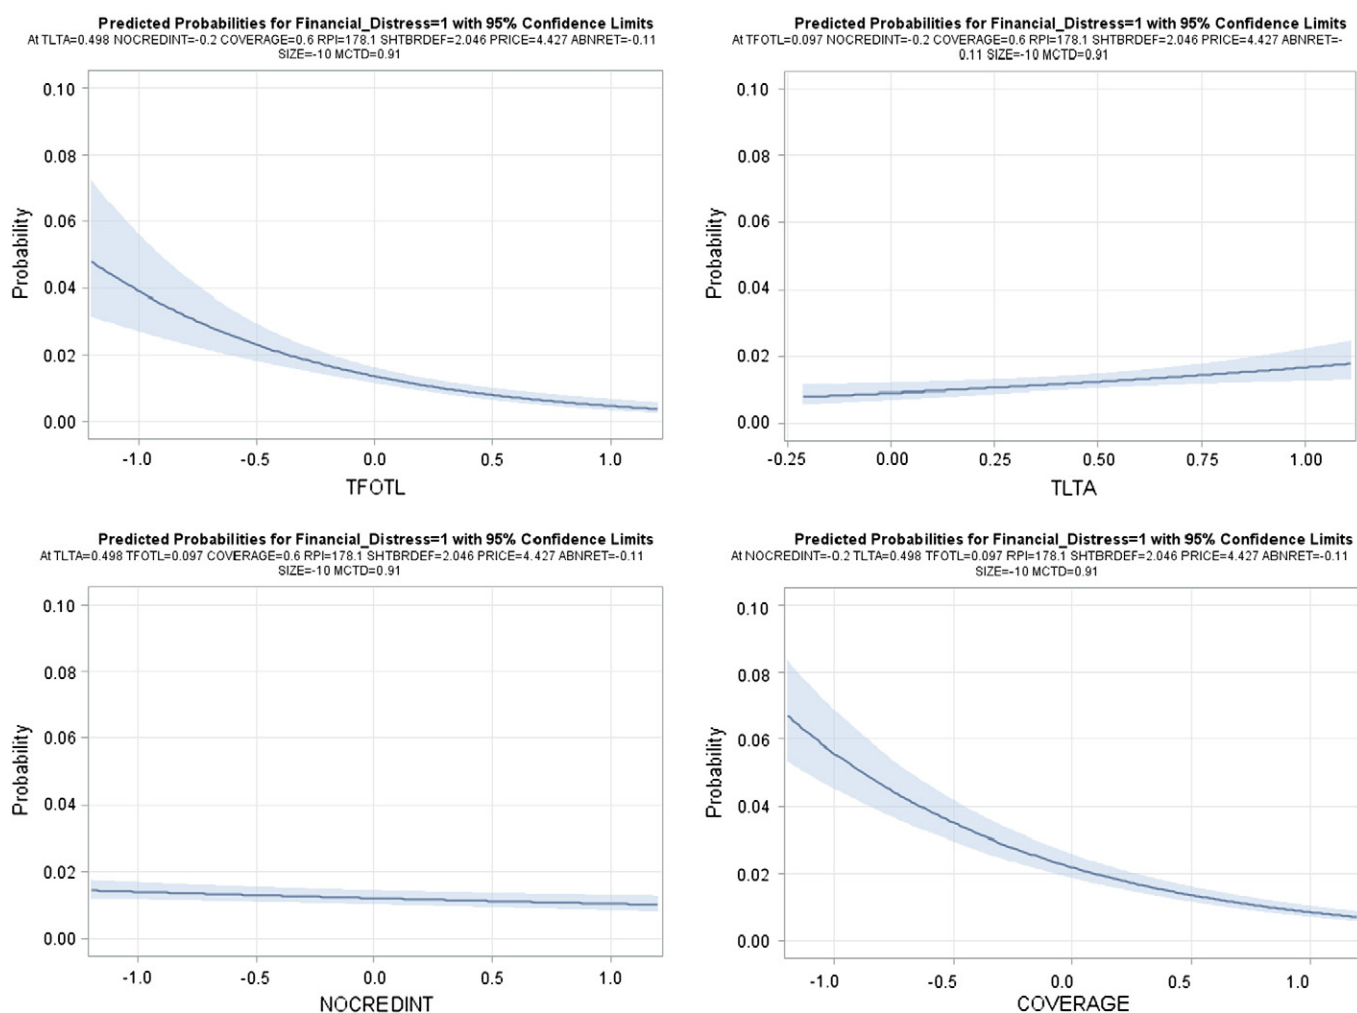 Predicted Probabilities for Financial_Distress=1 with 95% Confidence Limits
At TLTA=0.498 NOCREDINT=-0.2 COVERAGE=0.6 RPI=178.1 SHTBRDEF=2.046 PRICE=4.427 ABNRET=-0.11
SIZE=-10 MCTD=0.91
0.10
0.08
0.06
0.04
0.02
0.00
Probability
-1.0 -0.5 0.0 0.5 1.0
TFOTL
Predicted Probabilities for Financial_Distress=1 with 95% Confidence Limits
At TFOTL=0.097 NOCREDINT=-0.2 COVERAGE=0.6 RPI=178.1 SHTBRDEF=2.046 PRICE=4.427 ABNRET=-
0.11 SIZE=-10 MCTD=0.91
0.10
0.08
0.06
0.04
0.02
0.00
Probability
-0.25 0.00 0.25 0.50 0.75 1.00
TLTA
Predicted Probabilities for Financial_Distress=1 with 95% Confidence Limits
At TLTA=0.498 TFOTL=0.097 COVERAGE=0.6 RPI=178.1 SHTBRDEF=2.046 PRICE=4.427 ABNRET=-0.11
SIZE=-10 MCTD=0.91
0.10
0.08
0.06
0.04
0.02
0.00
Probability
-1.0 -0.5 0.0 0.5 1.0
NOCREDINT
Predicted Probabilities for Financial_Distress=1 with 95% Confidence Limits
At NOCREDINT=-0.2 TLTA=0.498 TFOTL=0.097 RPI=178.1 SHTBRDEF=2.046 PRICE=4.427 ABNRET=-0.11
SIZE=-10 MCTD=0.91
0.10
0.08
0.06
0.04
0.02
0.00
Probability
-1.0 -0.5 0.0 0.5 1.0
COVERAGE